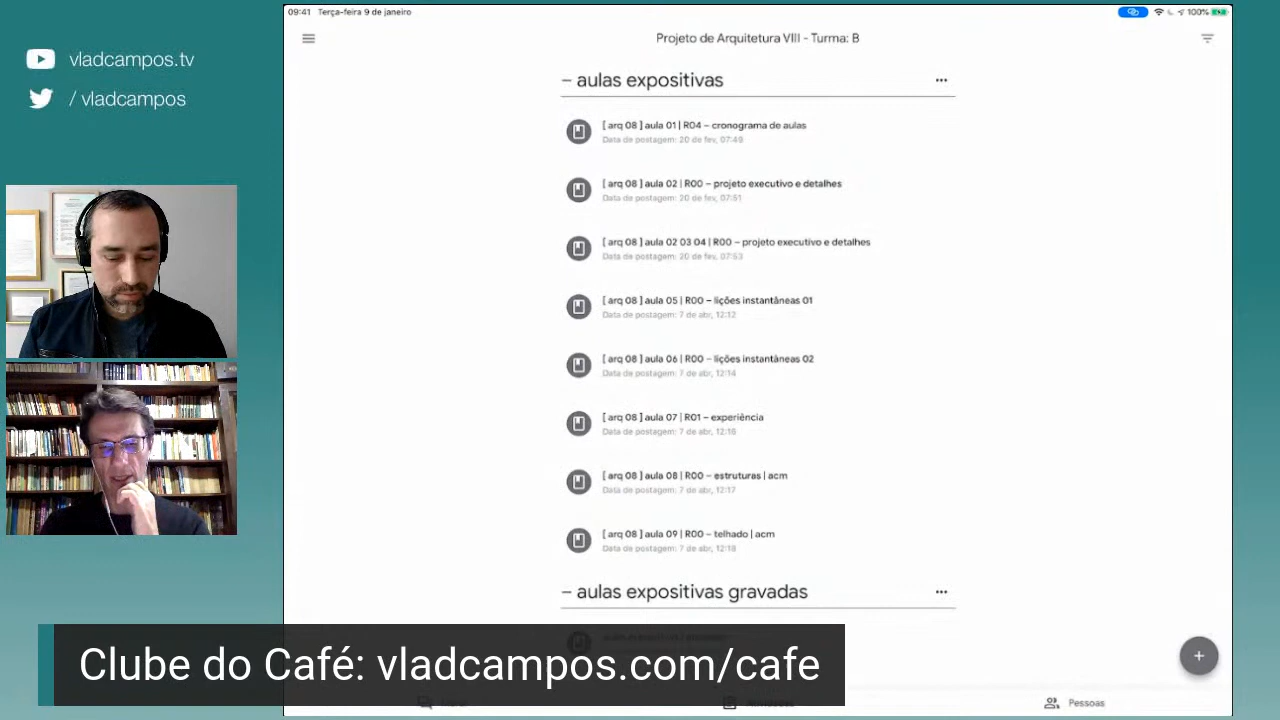 vladcampos.tv
/ vladcampos
09:41 Terça-feira 9 de janeiro
100%
Projeto de Arquitetura VIII - Turma: B
– aulas expositivas
[ arq 08 ] aula 01 | R04 – cronograma de aulas
Data de postagem: 20 de fev, 07:49
[ arq 08 ] aula 02 | R00 – projeto executivo e detalhes
Data de postagem: 20 de fev, 07:51
[ arq 08 ] aula 02 03 04 | R00 – projeto executivo e detalhes
Data de postagem: 20 de fev, 07:53
[ arq 08 ] aula 05 | R00 – lições instantâneas 01
Data de postagem: 7 de abr, 12:12
[ arq 08 ] aula 06 | R00 – lições instantâneas 02
Data de postagem: 7 de abr, 12:14
[ arq 08 ] aula 07 | R01 – experiência
Data de postagem: 7 de abr, 12:16
[ arq 08 ] aula 08 | R00 – estruturas | acm
Data de postagem: 7 de abr, 12:17
[ arq 08 ] aula 09 | R00 – telhado | acm
Data de postagem: 7 de abr, 12:18
– aulas expositivas gravadas
Clube do Café: vladcampos.com/cafe
Pessoas